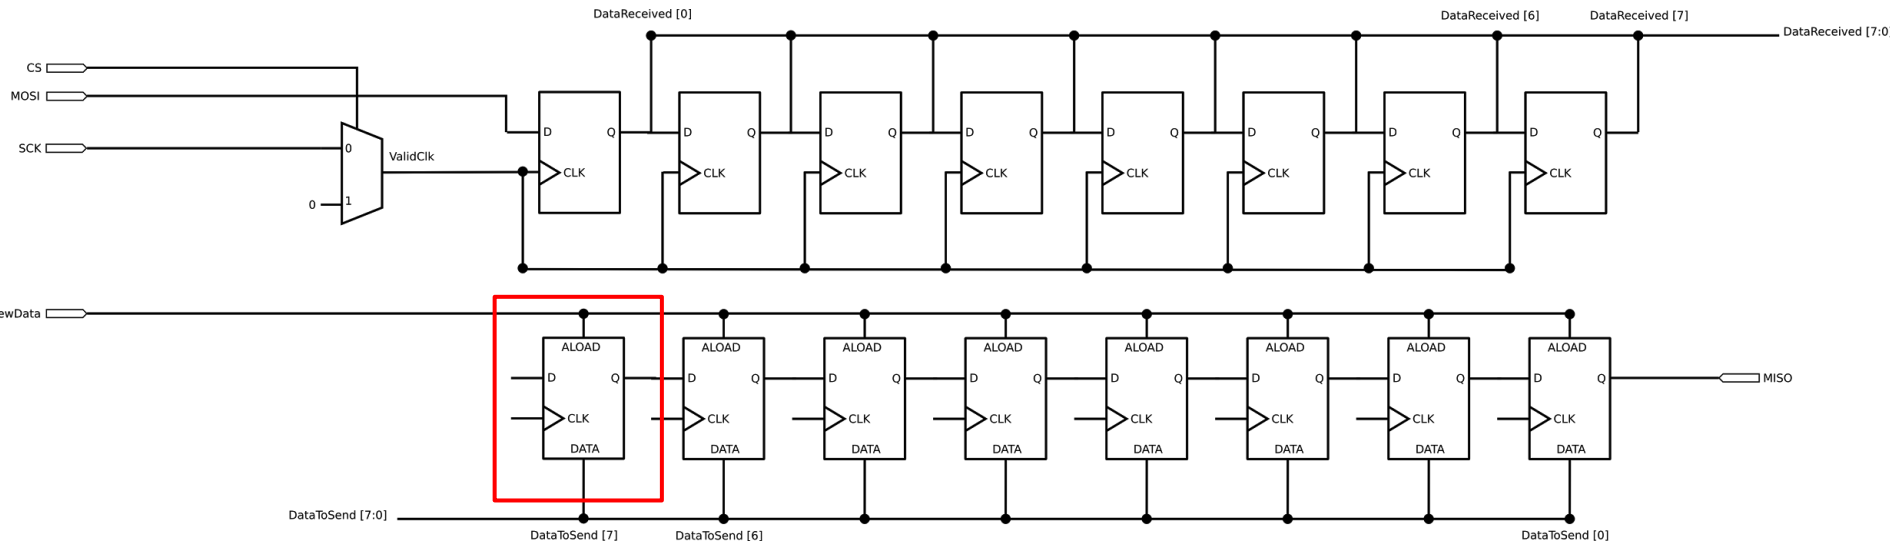 DataReceived [0]
DataReceived [6]
DataReceived [7]
DataReceived [7:0]
CS
MOSI
SCK
0
1
0
ValidClk
D Q D Q D Q D Q D Q D Q D Q D Q
CLK CLK CLK CLK CLK CLK CLK CLK
ewData
ALOAD ALOAD ALOAD ALOAD ALOAD ALOAD ALOAD ALOAD
D Q D Q D Q D Q D Q D Q D Q D Q
MISO
CLK CLK CLK CLK CLK CLK CLK CLK
DATA DATA DATA DATA DATA DATA DATA DATA
DataToSend [7:0]
DataToSend [7]
DataToSend [6]
DataToSend [0]